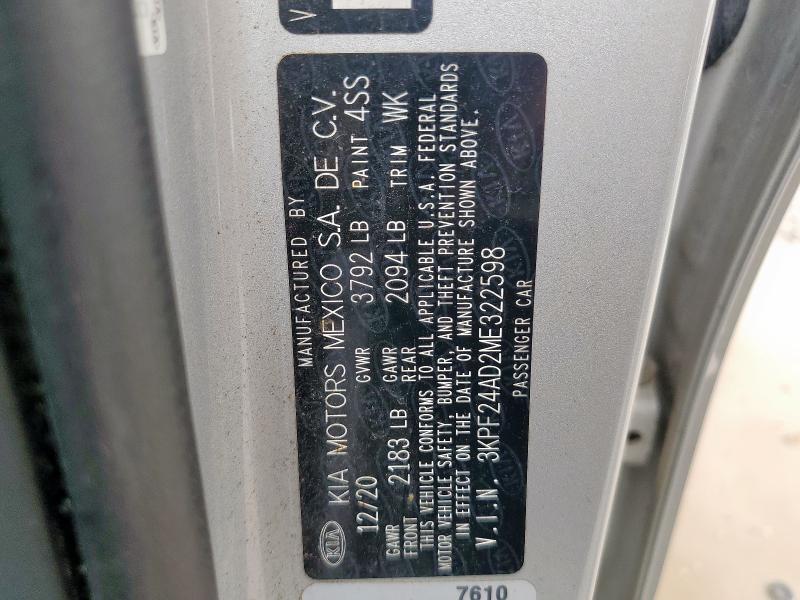 V
MANUFACTURED BY
KIA KIA MOTORS MEXICO S.A. DE C.V.
12/20 GVWR 3792 LB PAINT 4SS
GAWR FRONT 2183 LB GAWR REAR 2094 LB TRIM WK
THIS VEHICLE CONFORMS TO ALL APPLICABLE U.S.A. FEDERAL
MOTOR VEHICLE SAFETY, BUMPER, AND THEFT PREVENTION STANDARDS
IN EFFECT ON THE DATE OF MANUFACTURE SHOWN ABOVE.
V.I.N. 3KPF24AD2ME322598
PASSENGER CAR
7610